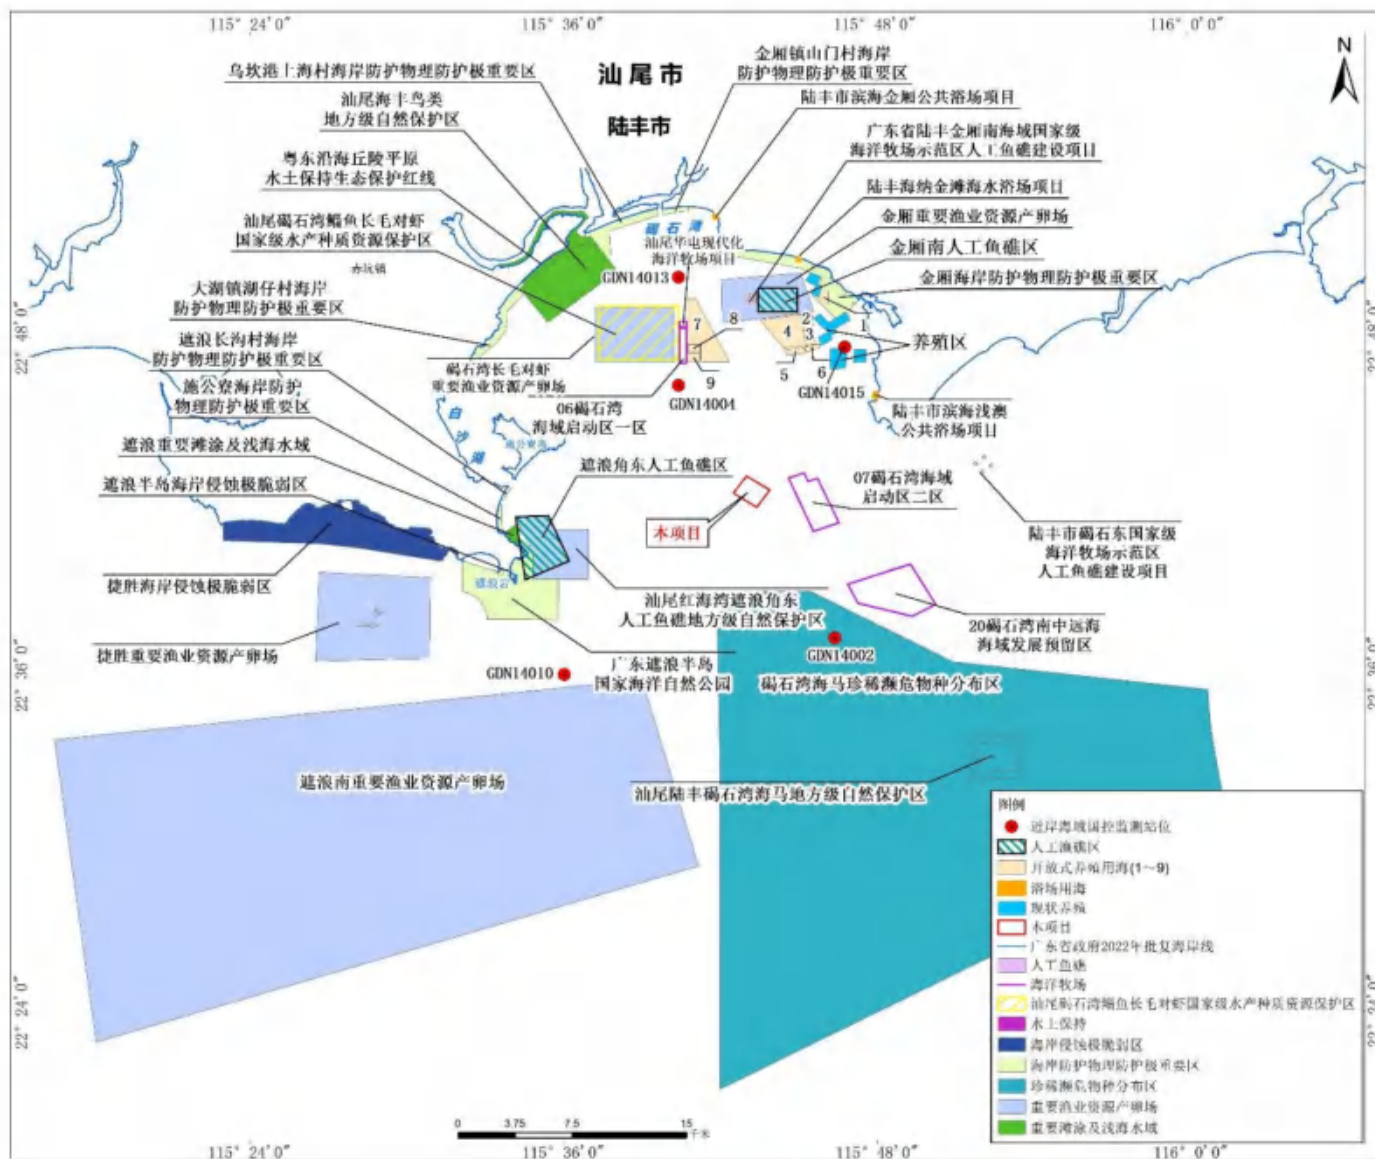 115° 24′ 0″
115° 36′ 0″
115° 48′ 0″
116° 0′ 0″
N
汕尾市
陆丰市
乌坎港上海村海岸防护物理防护极重要区
金厢镇山门村海岸
防护物理防护极重要区
汕尾海丰鸟类
地方级自然保护区
陆丰市滨海金厢公共浴场项目
广东省陆丰金厢南海域国家级
海洋牧场示范区人工鱼礁建设项目
粤东沿海丘陵平原
水土保持生态保护红线
陆丰海纳金滩海水浴场项目
金厢重要渔业资源产卵场
汕尾碣石湾鲻鱼长毛对虾
国家级水产种质资源保护区
碣石湾
汕尾华电现代化
海洋牧场项目
金厢南人工鱼礁区
赤坑镇
GDN14013
金厢海岸防护物理防护极重要区
大湖镇湖仔村海岸
防护物理防护极重要区
22° 48′ 0″
22° 48′ 0″
7
8
9
2
4
3
1
5
6
养殖区
遮浪长沟村海岸
防护物理防护极重要区
碣石湾长毛对虾
重要渔业资源产卵场
GDN14004
GDN14015
施公寮海岸防护
物理防护极重要区
06碣石湾
海域启动区一区
陆丰市滨海浅澳
公共浴场项目
白沙湖
施公寮岛
遮浪重要滩涂及浅海水域
遮浪角东人工鱼礁区
遮浪半岛海岸侵蚀极脆弱区
07碣石湾海域
启动区二区
本项目
陆丰市碣石东国家级
海洋牧场示范区
人工鱼礁建设项目
捷胜海岸侵蚀极脆弱区
遮浪岩
汕尾红海湾遮浪角东
人工鱼礁地方级自然保护区
20碣石湾南中远海
海域发展预留区
捷胜重要渔业资源产卵场
GDN14010
广东遮浪半岛
国家海洋自然公园
GDN14002
碣石湾海马珍稀濒危物种分布区
22° 36′ 0″
22° 36′ 0″
遮浪南重要渔业资源产卵场
汕尾陆丰碣石湾海马地方级自然保护区
图例
近岸海域国控监测站位
人工渔礁区
开放式养殖用海(1～9)
浴场用海
现状养殖
本项目
广东省政府2022年批复海岸线
人工鱼礁
海洋牧场
汕尾碣石湾鲻鱼长毛对虾国家级水产种质资源保护区
水土保持
海岸侵蚀极脆弱区
海岸防护物理防护极重要区
珍稀濒危物种分布区
重要渔业资源产卵场
重要滩涂及浅海水域
22° 24′ 0″
22° 24′ 0″
0 3.75 7.5 15
千米
115° 24′ 0″
115° 36′ 0″
115° 48′ 0″
116° 0′ 0″